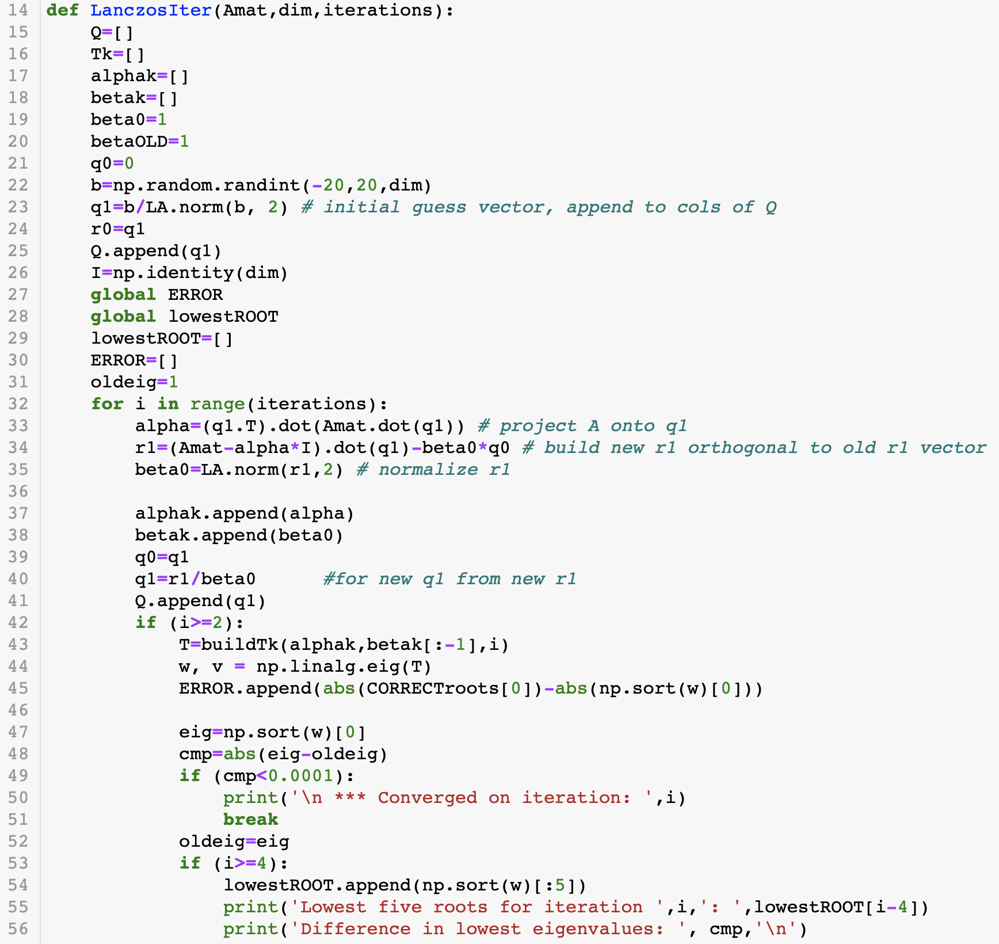 14 def LanczosIter(Amat,dim,iterations):
15     Q=[]
16     Tk=[]
17     alphak=[]
18     betak=[]
19     beta0=1
20     betaOLD=1
21     q0=0
22     b=np.random.randint(-20,20,dim)
23     q1=b/LA.norm(b, 2) # initial guess vector, append to cols of Q
24     r0=q1
25     Q.append(q1)
26     I=np.identity(dim)
27     global ERROR
28     global lowestROOT
29     lowestROOT=[]
30     ERROR=[]
31     oldeig=1
32     for i in range(iterations):
33         alpha=(q1.T).dot(Amat.dot(q1)) # project A onto q1
34         r1=(Amat-alpha*I).dot(q1)-beta0*q0 # build new r1 orthogonal to old r1 vector
35         beta0=LA.norm(r1,2) # normalize r1
36
37         alphak.append(alpha)
38         betak.append(beta0)
39         q0=q1
40         q1=r1/beta0      #for new q1 from new r1
41         Q.append(q1)
42         if (i>=2):
43             T=buildTk(alphak,betak[:-1],i)
44             w, v = np.linalg.eig(T)
45             ERROR.append(abs(CORRECTroots[0])-abs(np.sort(w)[0]))
46
47             eig=np.sort(w)[0]
48             cmp=abs(eig-oldeig)
49             if (cmp<0.0001):
50                 print('\n *** Converged on iteration: ',i)
51                 break
52             oldeig=eig
53             if (i>=4):
54                 lowestROOT.append(np.sort(w)[:5])
55                 print('Lowest five roots for iteration ',i,': ',lowestROOT[i-4])
56                 print('Difference in lowest eigenvalues: ', cmp,'\n')